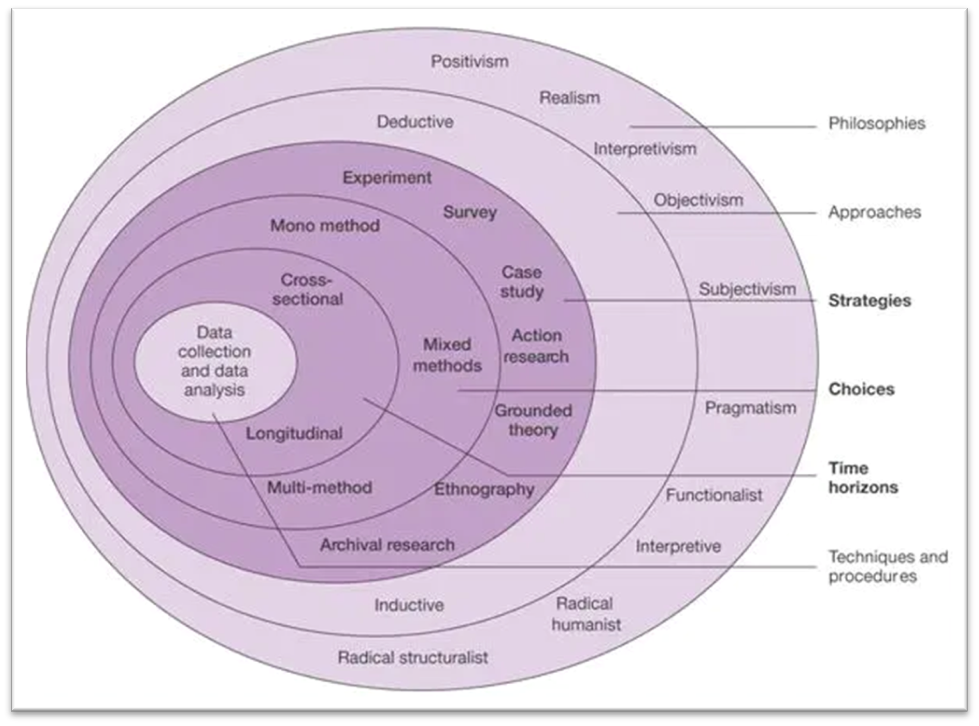 Positivism
Realism
Philosophies
Deductive
Interpretivism
Experiment
Objectivism
Survey
Approaches
Mono method
Cross-
sectional
Case
study
Subjectivism
Strategies
Data
collection
and data
analysis
Mixed
methods
Action
research
Choices
Grounded
theory
Pragmatism
Longitudinal
Time
horizons
Multi-method
Ethnography
Functionalist
Archival research
Interpretive
Techniques and
procedures
Inductive
Radical
humanist
Radical structuralist